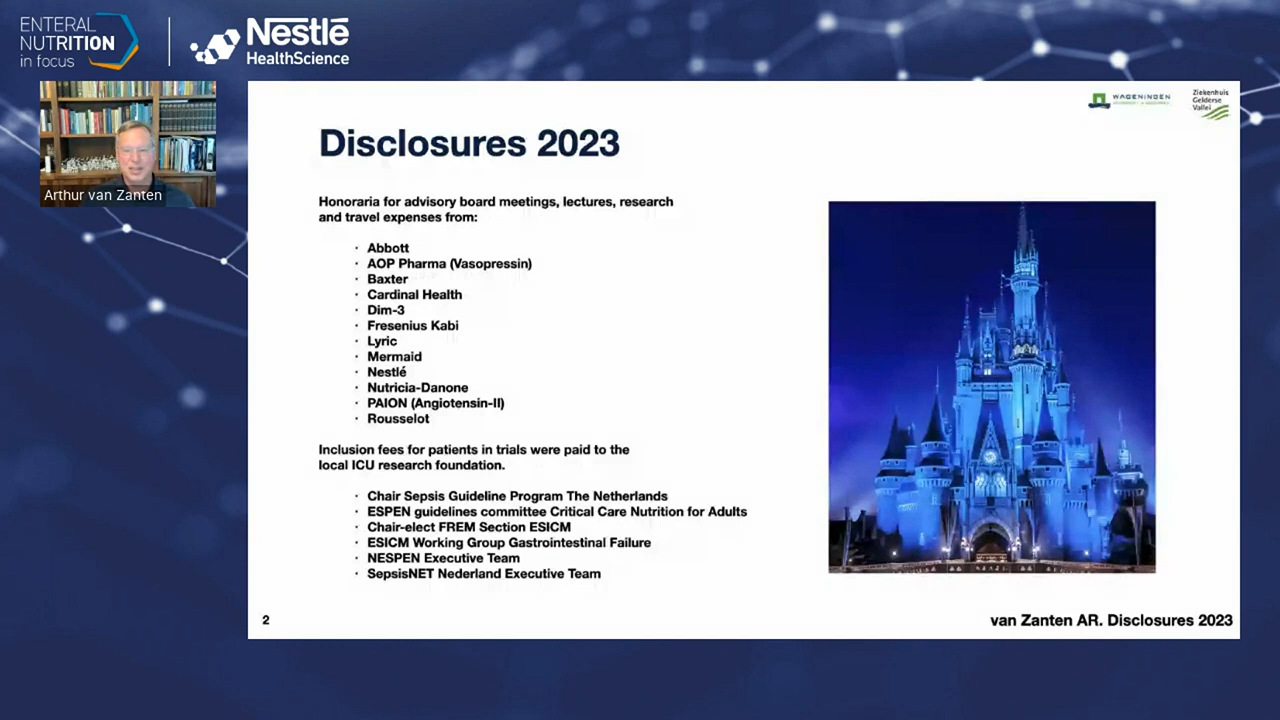 ENTERAL
NUTRITION
in focus
Nestlé
HealthScience
Arthur van Zanten
WAGENINGEN
Ziekenhuis
Gelderse
Vallei
Disclosures 2023
Honoraria for advisory board meetings, lectures, research
and travel expenses from:
· Abbott
· AOP Pharma (Vasopressin)
· Baxter
· Cardinal Health
· Dim-3
· Fresenius Kabi
· Lyric
· Mermaid
· Nestlé
· Nutricia-Danone
· PAION (Angiotensin-II)
· Rousselot
Inclusion fees for patients in trials were paid to the
local ICU research foundation.
· Chair Sepsis Guideline Program The Netherlands
· ESPEN guidelines committee Critical Care Nutrition for Adults
· Chair-elect FREM Section ESICM
· ESICM Working Group Gastrointestinal Failure
· NESPEN Executive Team
· SepsisNET Nederland Executive Team
2
van Zanten AR. Disclosures 2023